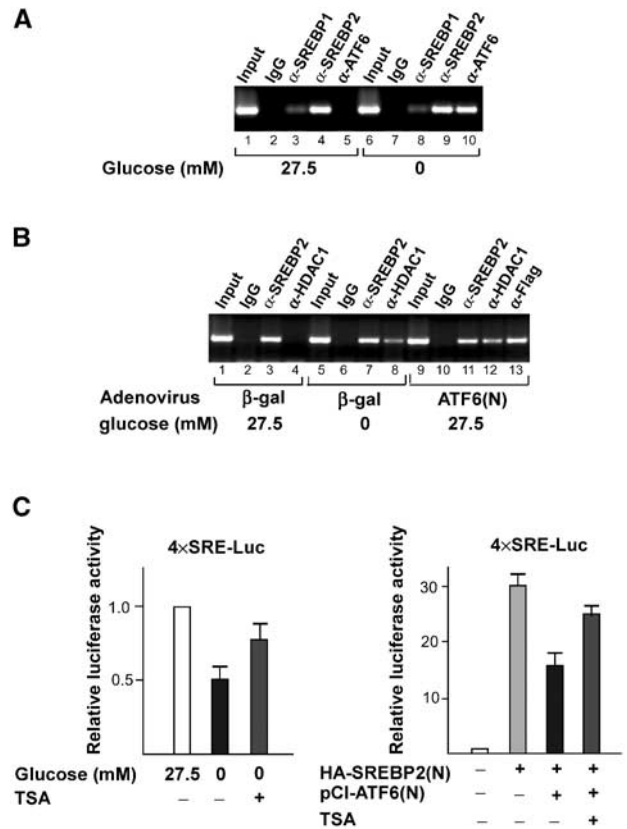 A
Input IgG α-SREBP1 α-SREBP2 α-ATF6 Input IgG α-SREBP1 α-SREBP2 α-ATF6
1 2 3 4 5 6 7 8 9 10
Glucose (mM) 27.5 0
B
Input IgG α-SREBP2 α-HDAC1 Input IgG α-SREBP2 α-HDAC1 Input IgG α-SREBP2 α-HDAC1 α-Flag
1 2 3 4 5 6 7 8 9 10 11 12 13
Adenovirus β-gal β-gal ATF6(N)
glucose (mM) 27.5 0 27.5
C
4×SRE-Luc
Relative luciferase activity
1.0
0.5
Glucose (mM) 27.5 0 0
TSA – – +
4×SRE-Luc
Relative luciferase activity
30
20
10
HA-SREBP2(N) – + + +
pCI-ATF6(N) – – + +
TSA – – – +